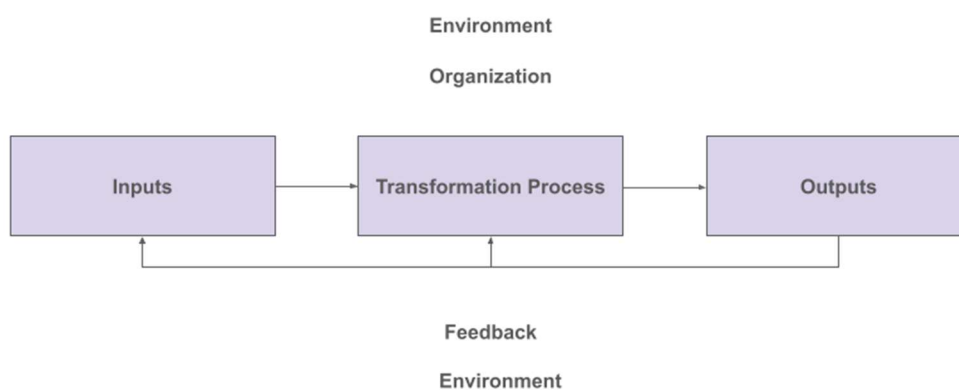 Environment
Organization
Inputs
Transformation Process
Outputs
Feedback
Environment